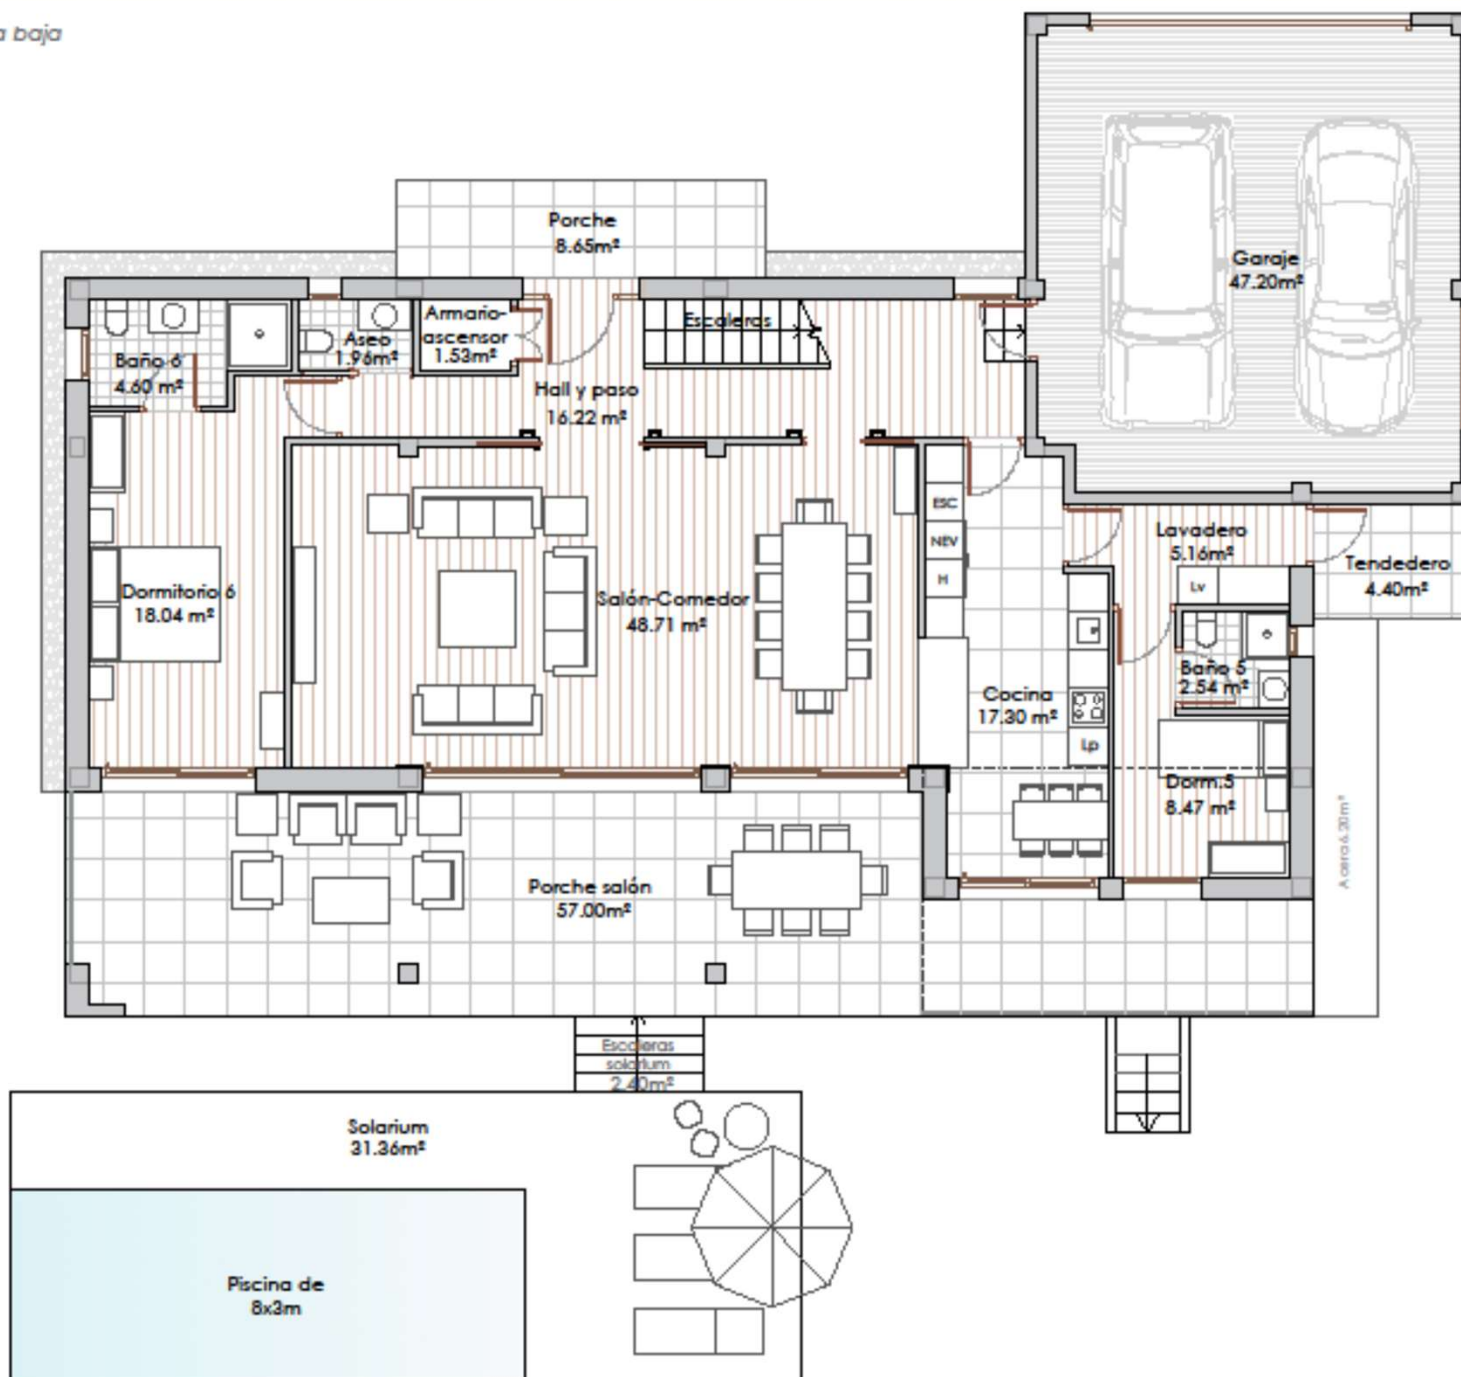 a baja
Porche
8.65m²
Garaje
47.20m²
Armario-
ascensor
1.53m²
Escaleras
Aseo
1.96m²
Baño 6
4.60 m²
Hall y paso
16.22 m²
ESC
NEV
H
Lavadero
5.16m²
Tendedero
4.40m²
Lv
Dormitorio 6
18.04 m²
Salón-Comedor
48.71 m²
Baño 5
2.54 m²
Cocina
17.30 m²
Lp
Dorm.5
8.47 m²
Acera 6.20m²
Porche salón
57.00m²
Escaleras
solarium
2.40m²
Solarium
31.36m²
Piscina de
8x3m